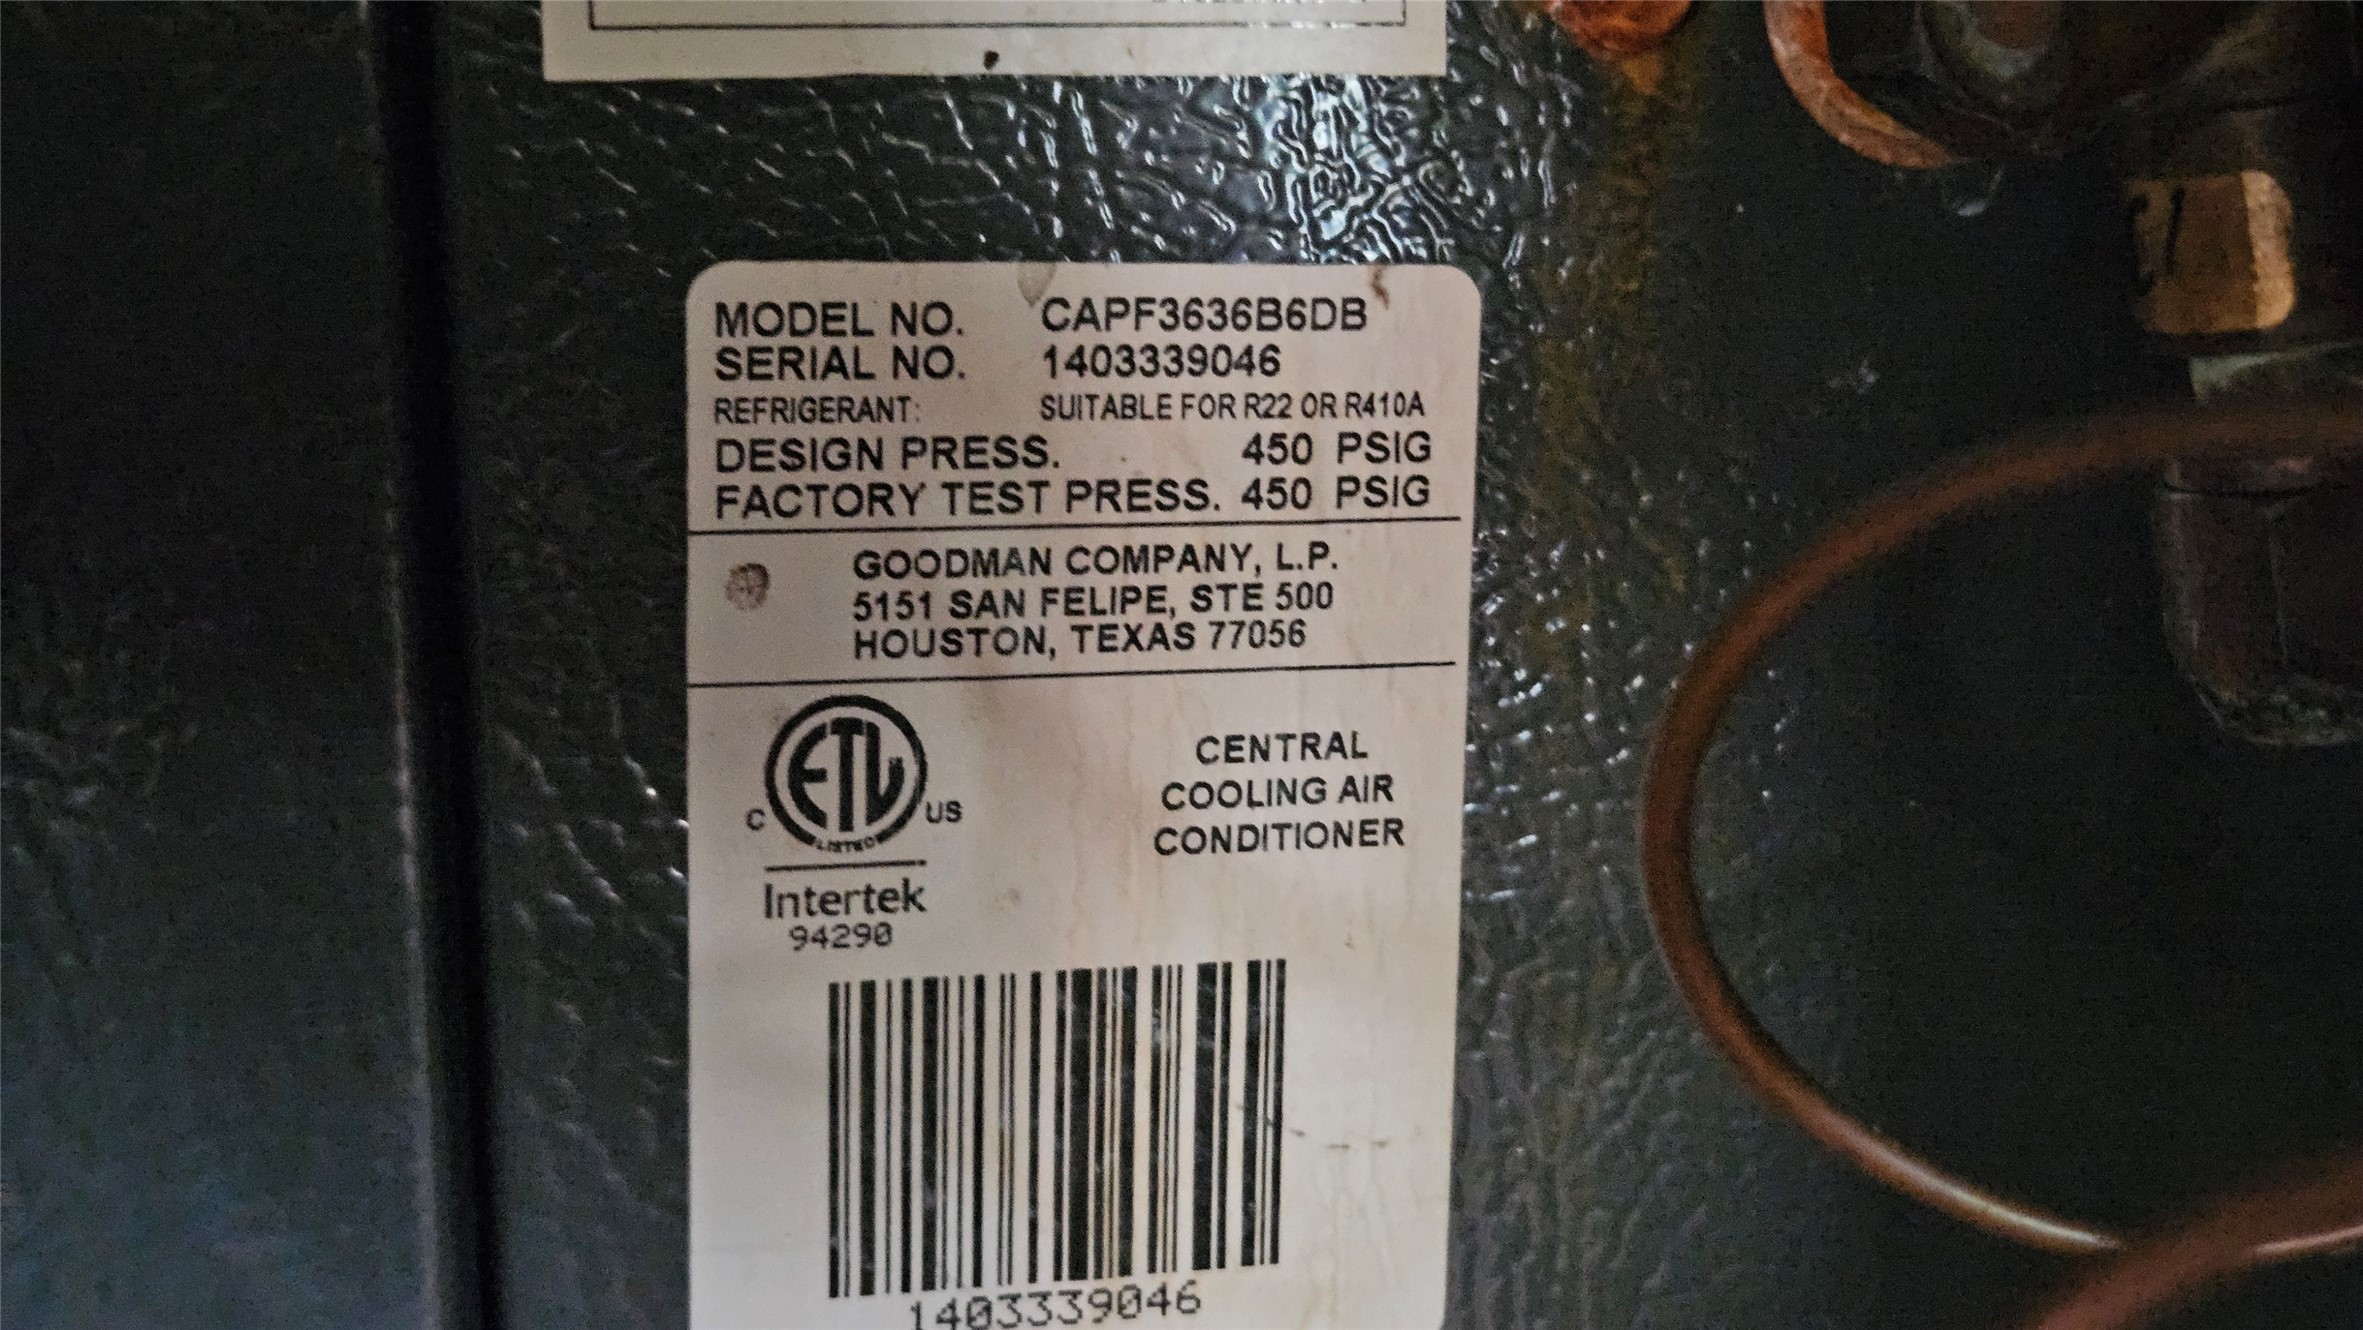 MODEL NO. CAPF3636B6DB
SERIAL NO. 1403339046
REFRIGERANT: SUITABLE FOR R22 OR R410A
DESIGN PRESS. 450 PSIG
FACTORY TEST PRESS. 450 PSIG
GOODMAN COMPANY, L.P.
5151 SAN FELIPE, STE 500
HOUSTON, TEXAS 77056
ETL
C US
LISTED
Intertek
94290
CENTRAL
COOLING AIR
CONDITIONER
1403339046